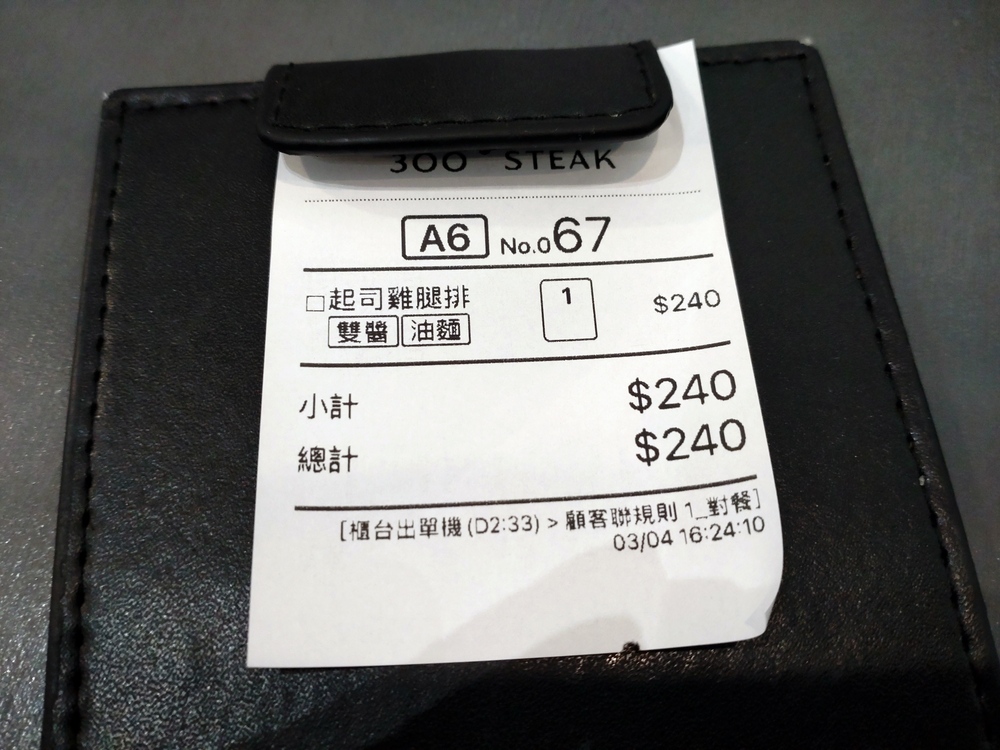 300 STEAK
A6 No.067
□起司雞腿排 1 $240
雙醬 油麵
小計 $240
總計 $240
[櫃台出單機(D2:33) > 顧客聯規則 1_對餐]
03/04 16:24:10